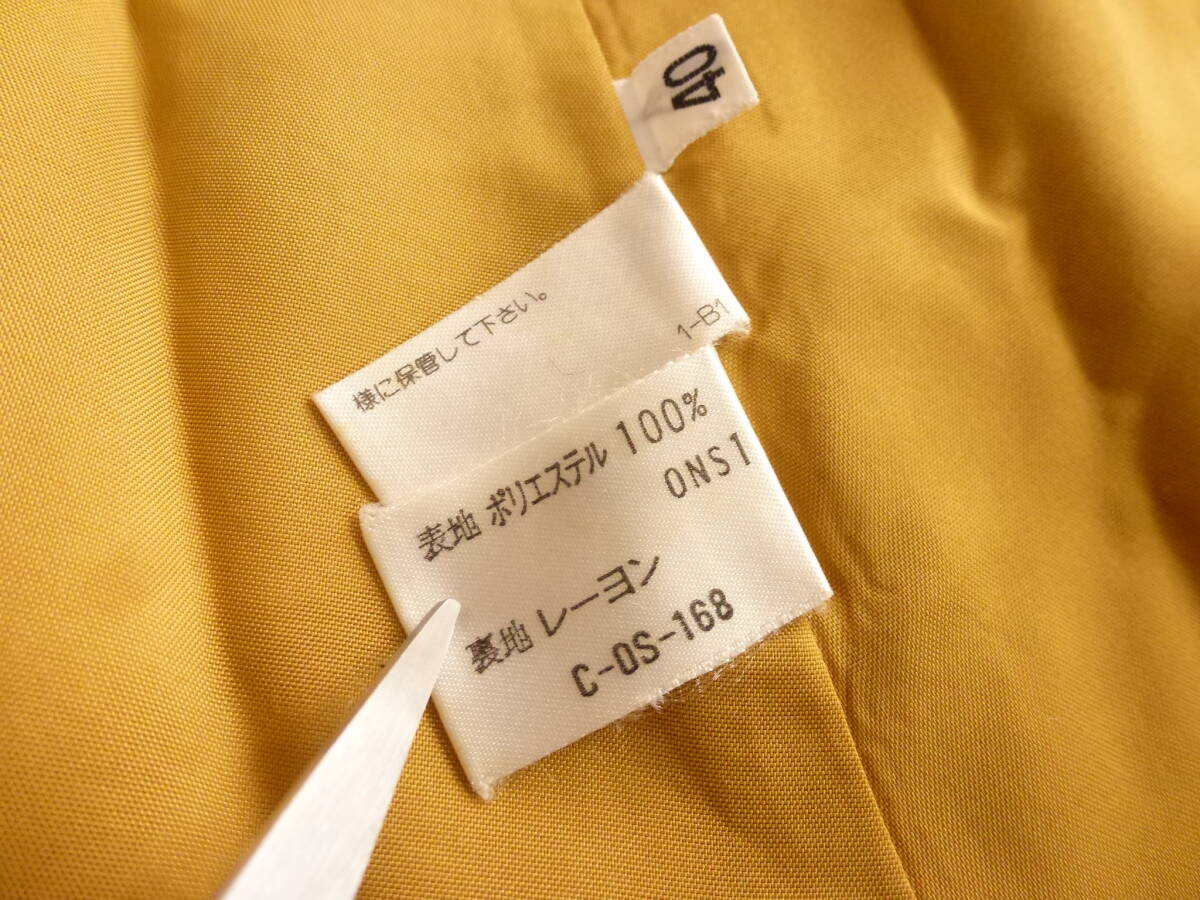 40
様に保管して下さい。
1-B1
表地 ポリエステル 100%
ONS1
裏地 レーヨン
C-OS-168